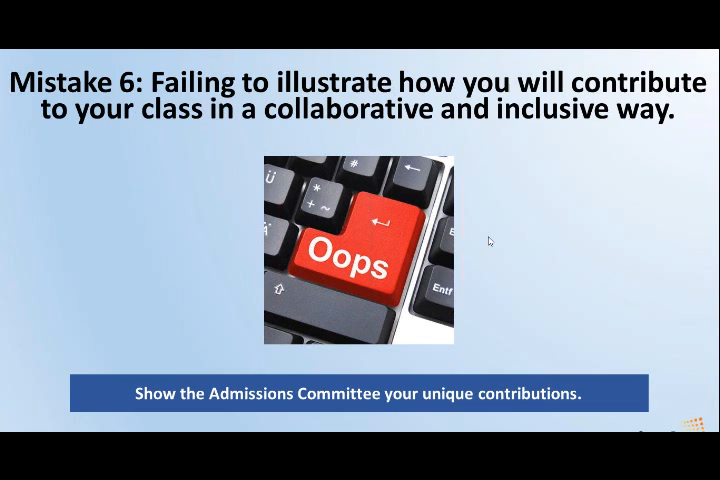 Mistake 6: Failing to illustrate how you will contribute
to your class in a collaborative and inclusive way.
Ü
#
*
+ ~
Oops
Entf
Show the Admissions Committee your unique contributions.